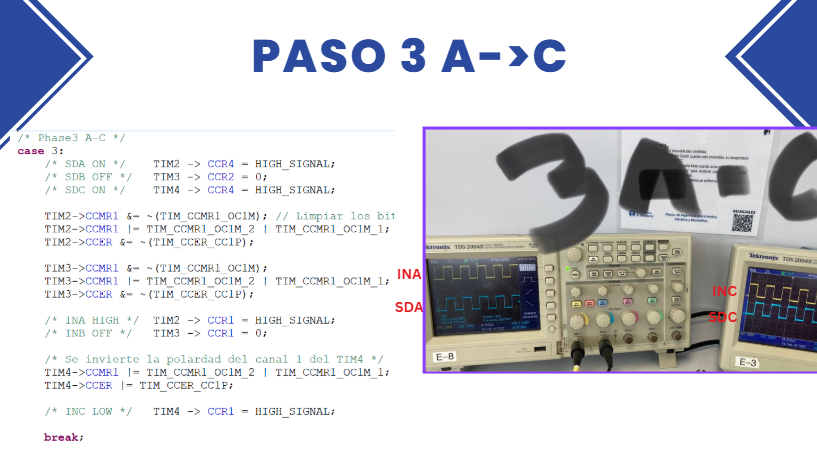 PASO 3 A->C
/* Phase3 A-C */
case 3:
/* SDA ON */ TIM2 -> CCR4 = HIGH_SIGNAL;
/* SDB OFF */ TIM3 -> CCR2 = 0;
/* SDC ON */ TIM4 -> CCR4 = HIGH_SIGNAL;
TIM2->CCMR1 &= ~(TIM_CCMR1_OC1M); // Limpiar los bit
TIM2->CCMR1 |= TIM_CCMR1_OC1M_2 | TIM_CCMR1_OC1M_1;
TIM2->CCER &= ~(TIM_CCER_CC1P);
TIM3->CCMR1 &= ~(TIM_CCMR1_OC1M);
TIM3->CCMR1 |= TIM_CCMR1_OC1M_2 | TIM_CCMR1_OC1M_1;
TIM3->CCER &= ~(TIM_CCER_CC1P);
/* INA HIGH */ TIM2 -> CCR1 = HIGH_SIGNAL;
/* INB OFF */ TIM3 -> CCR1 = 0;
/* Se invierte la polardad del canal 1 del TIM4 */
TIM4->CCMR1 |= TIM_CCMR1_OC1M_2 | TIM_CCMR1_OC1M_1;
TIM4->CCER |= TIM_CCER_CC1P;
/* INC LOW */ TIM4 -> CCR1 = HIGH_SIGNAL;
break;
3A-C
MANUALES
Tektronix TDS 2004B
INA
SDA
E-8
Tektronix
INC
SDC
E-3